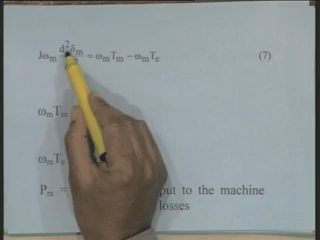 Jωₘ d²δₘ = ωₘTₘ − ωₘTₑ (7)
ωₘTₘ
ωₘTₑ
Pₘ = put to the machine
losses